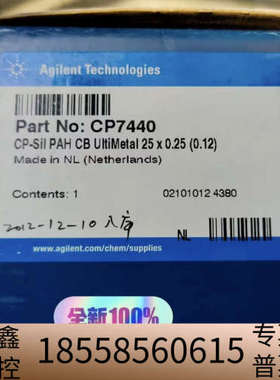 Agilent Technologies
Part No: CP7440
CP-Sil PAH CB UltiMetal 25 x 0.25 (0.12)
Made in NL (Netherlands)
Contents: 1
02101012 4380
2012-12-10 入库
NL
www.agilent.com/chem/supplies
全新100%
鑫 18558560615 专
控 普